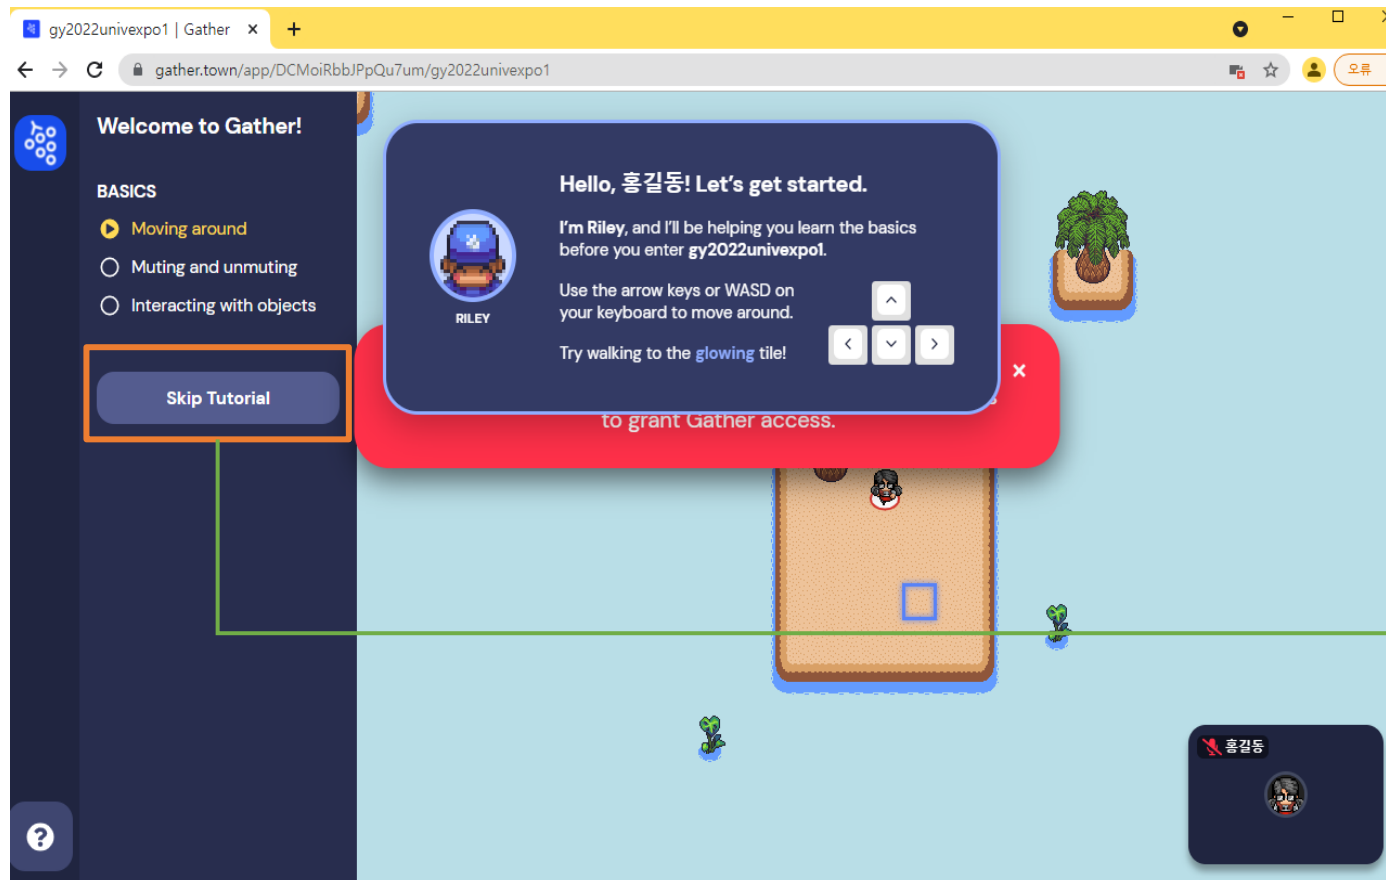 gy2022univexpo1 | Gather
gather.town/app/DCMoiRbbJPpQu7um/gy2022univexpo1
오류
Welcome to Gather!
BASICS
Moving around
Muting and unmuting
Interacting with objects
Skip Tutorial
Hello, 홍길동! Let's get started.
I'm Riley, and I'll be helping you learn the basics
before you enter gy2022univexpo1.
Use the arrow keys or WASD on
your keyboard to move around.
Try walking to the glowing tile!
RILEY
to grant Gather access.
홍길동